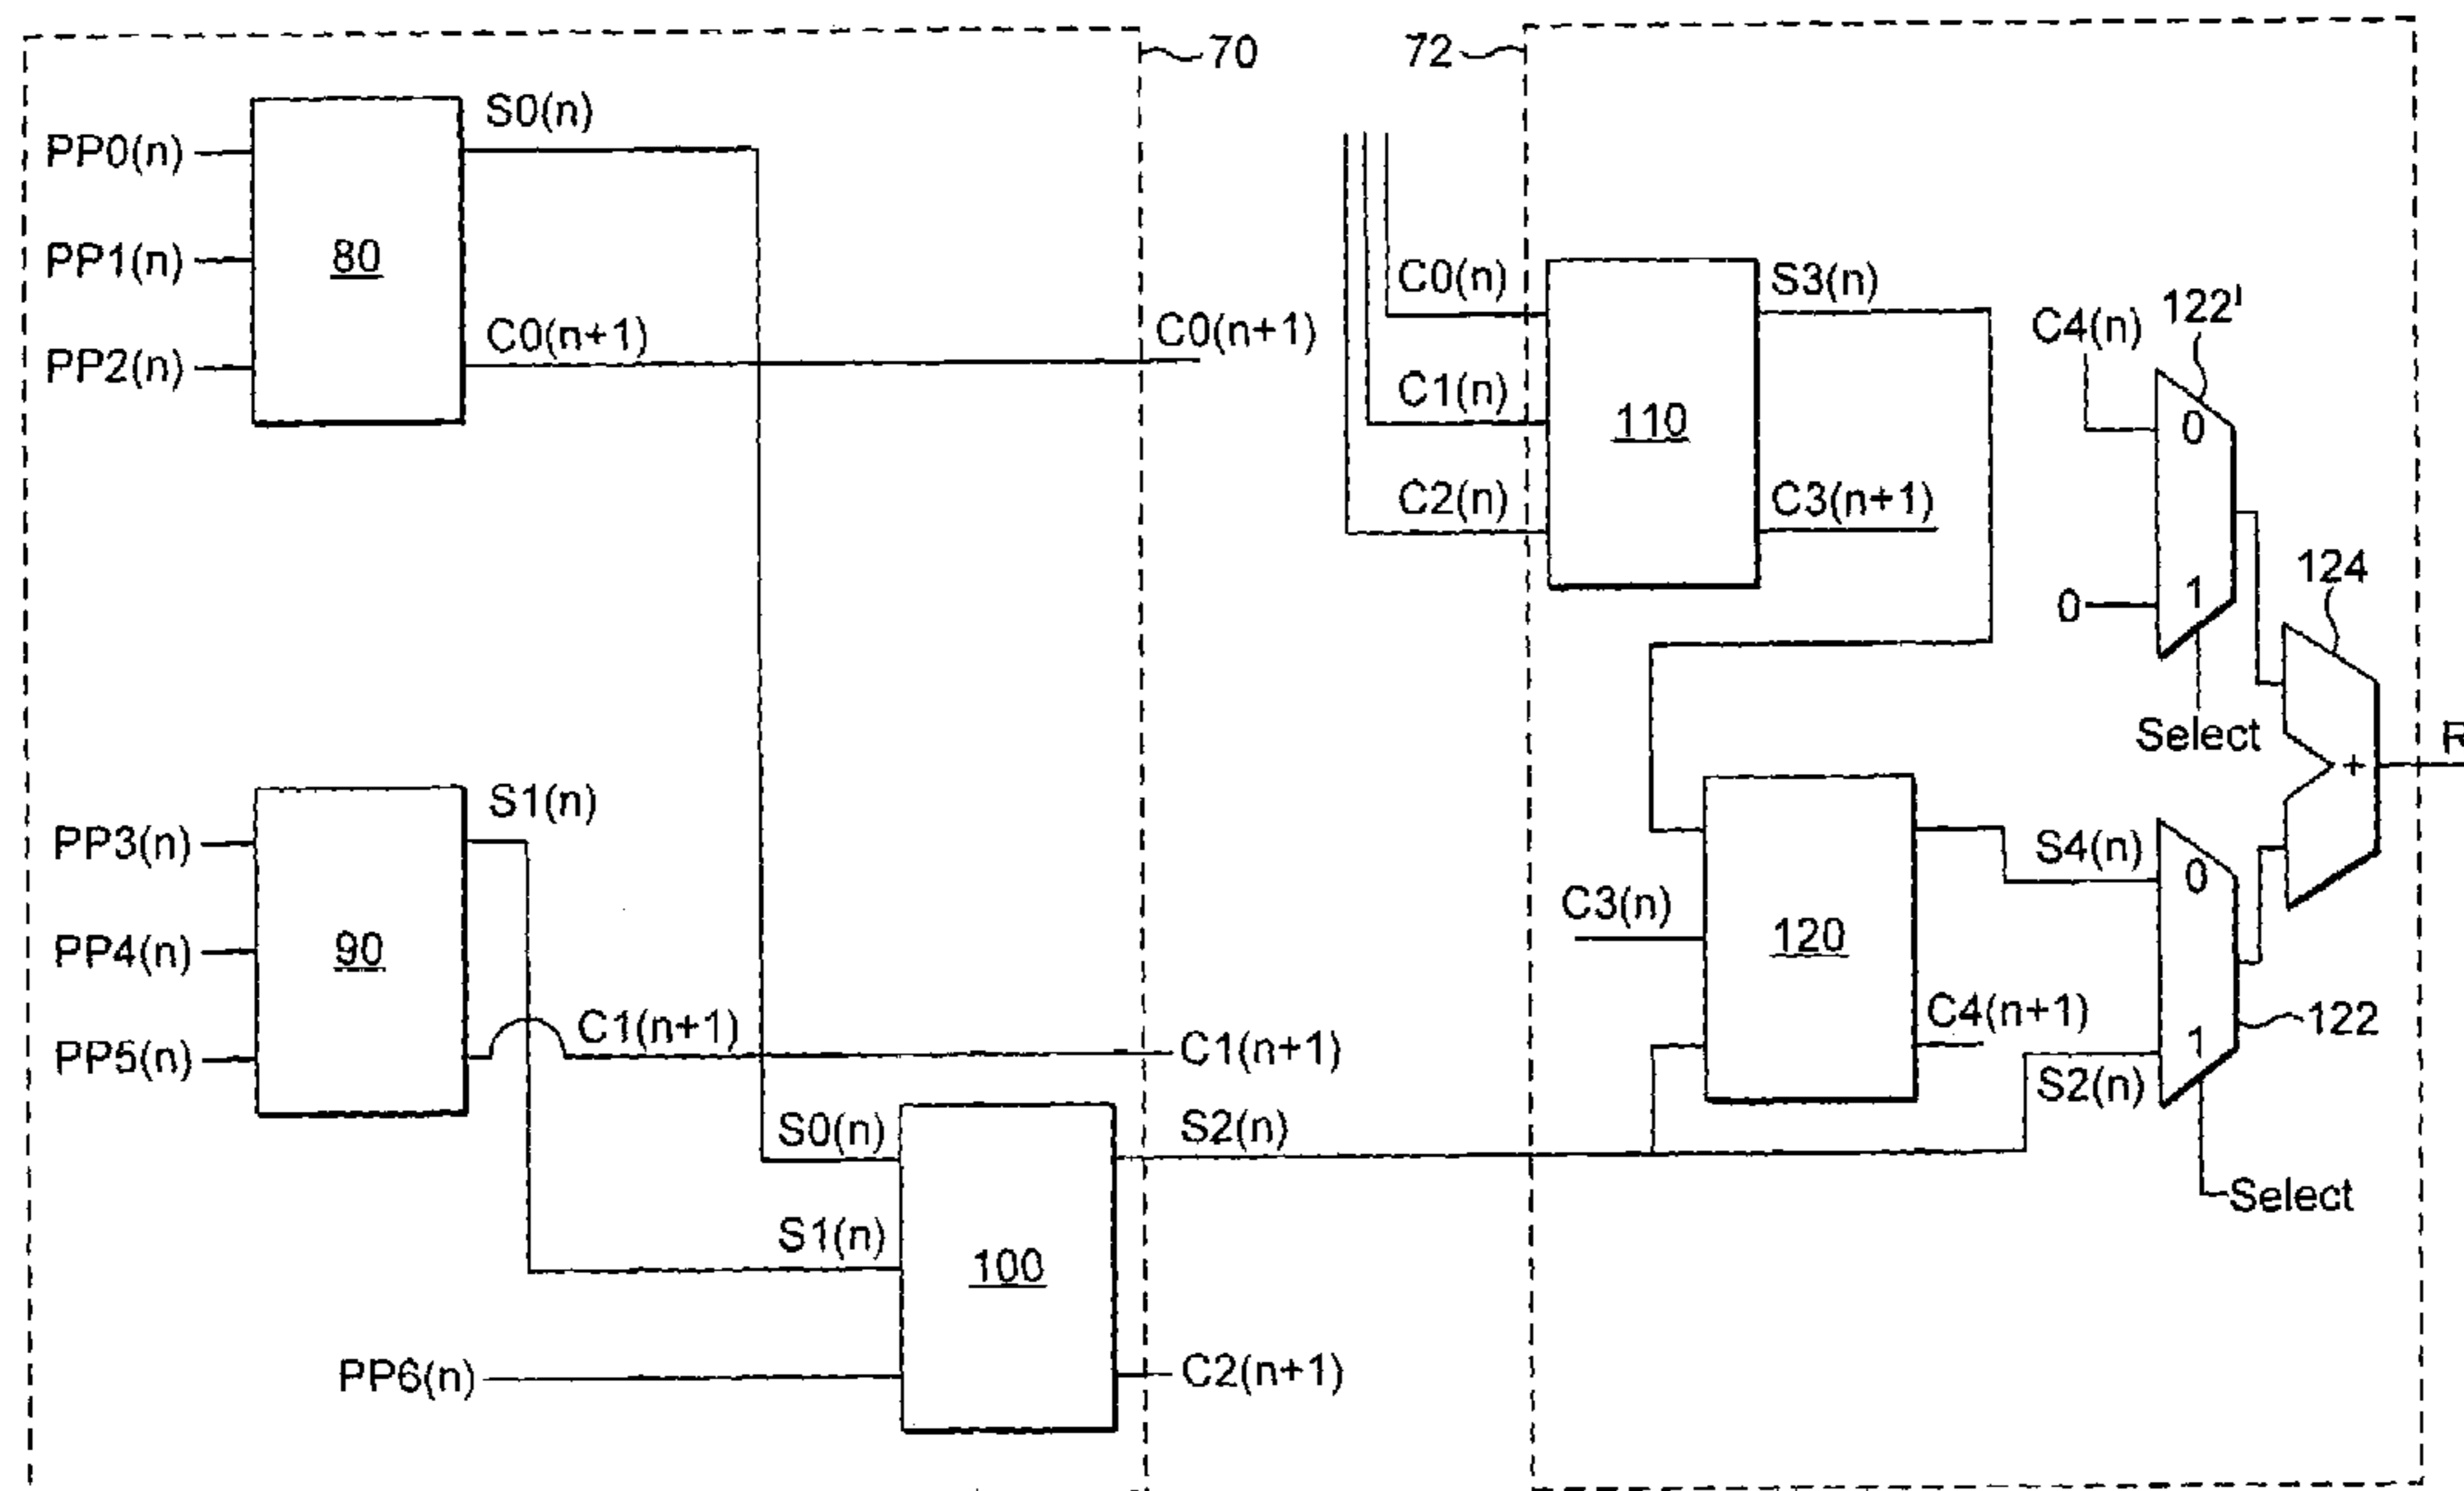 70
72
S0(n)
PP0(n)
PP1(n)
80
PP2(n)
C0(n+1)
C0(n+1)
C0(n)
S3(n)
122'
C4(n)
C1(n)
110
0
C2(n)
C3(n+1)
124
0
1
Select
R
+
S1(n)
PP3(n)
S4(n)
0
C3(n)
PP4(n)
90
120
C4(n+1)
122
PP5(n)
C1(n+1)
C1(n+1)
1
S2(n)
S0(n)
S2(n)
Select
S1(n)
100
PP6(n)
C2(n+1)